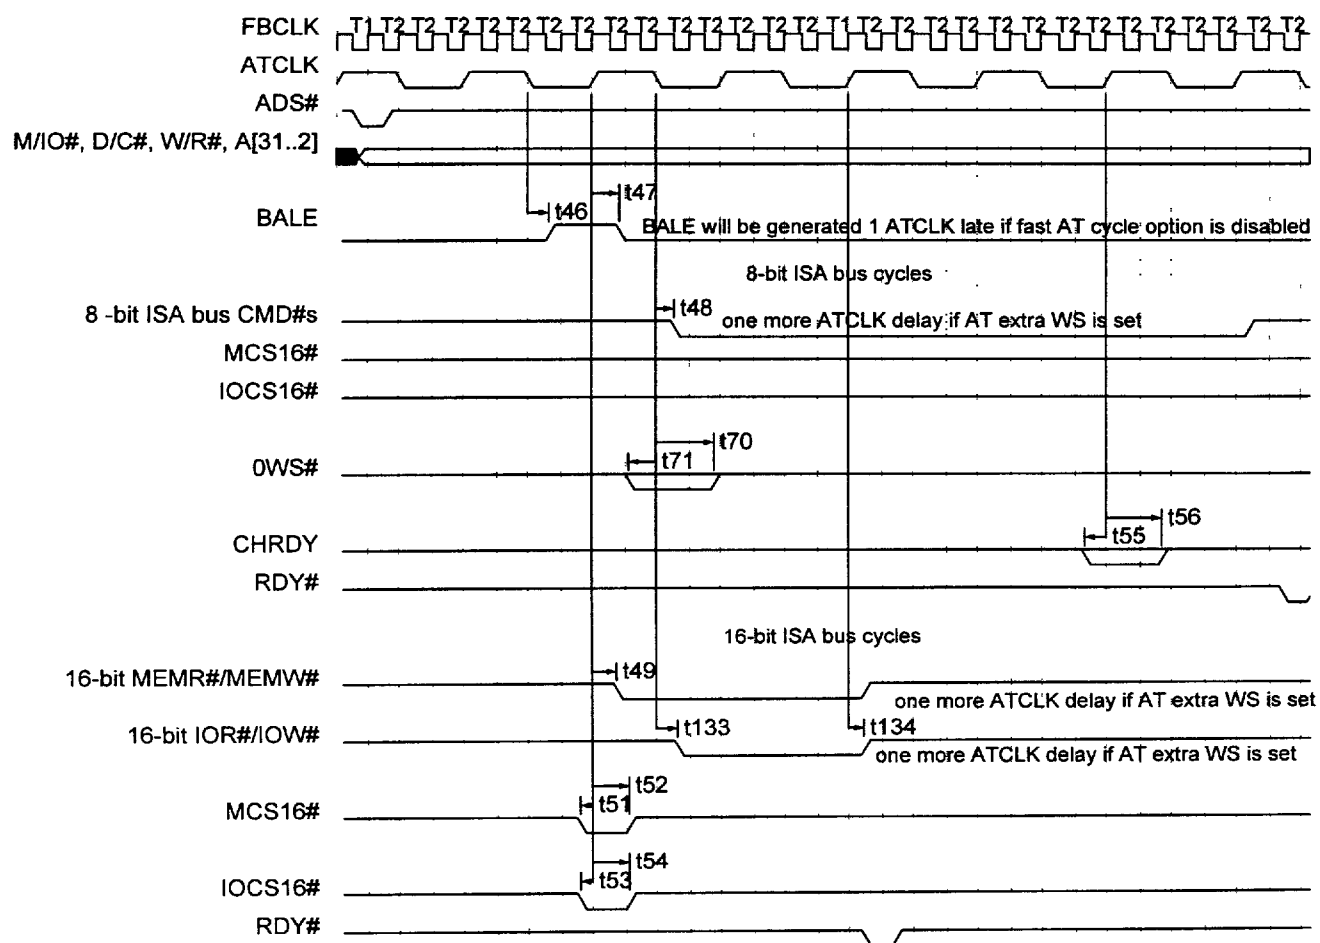 FBCLK T1 T2 T2 T2 T2 T2 T2 T2 T2 T2 T2 T2 T2 T2 T2 T1 T2 T2 T2 T2 T2 T2 T2 T2 T2 T2 T2 T2 T2 T2
ATCLK
ADS#
M/IO#, D/C#, W/R#, A[31..2]
t47
BALE t46
BALE will be generated 1 ATCLK late if fast AT cycle option is disabled
8-bit ISA bus cycles
t48
8 -bit ISA bus CMD#s one more ATCLK delay if AT extra WS is set
MCS16#
IOCS16#
t70
0WS# t71
t56
CHRDY t55
RDY#
16-bit ISA bus cycles
16-bit MEMR#/MEMW# t49
one more ATCLK delay if AT extra WS is set
16-bit IOR#/IOW# t133 t134
one more ATCLK delay if AT extra WS is set
t52
MCS16# t51
t54
IOCS16# t53
RDY#